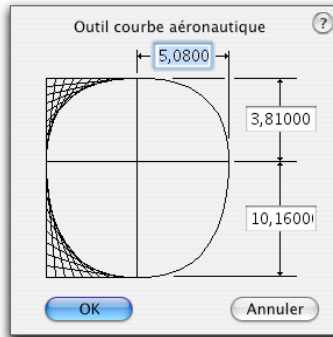 Outil courbe aéronautique
?
5,0800
3,81000
10,1600
OK
Annuler